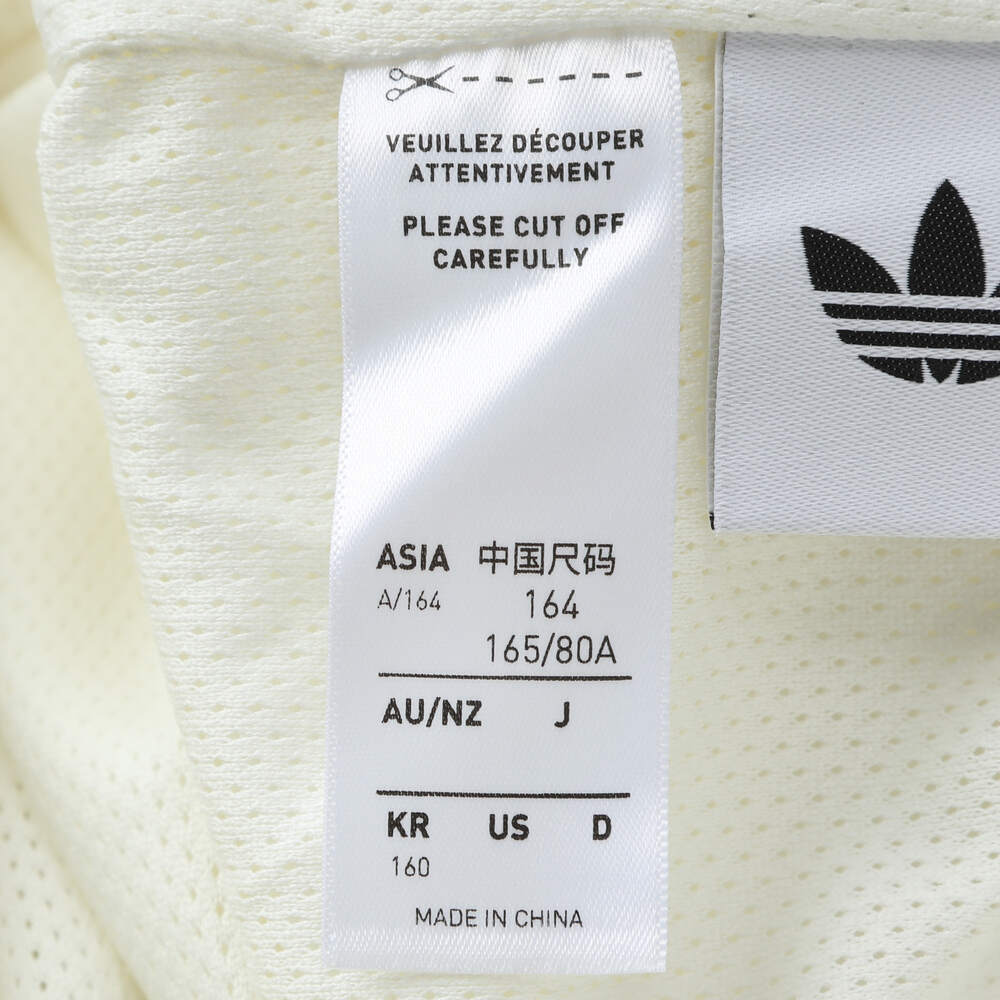 VEUILLEZ DÉCOUPER
ATTENTIVEMENT
PLEASE CUT OFF
CAREFULLY
ASIA 中国尺码
A/164 164
165/80A
AU/NZ J
KR US D
160
MADE IN CHINA